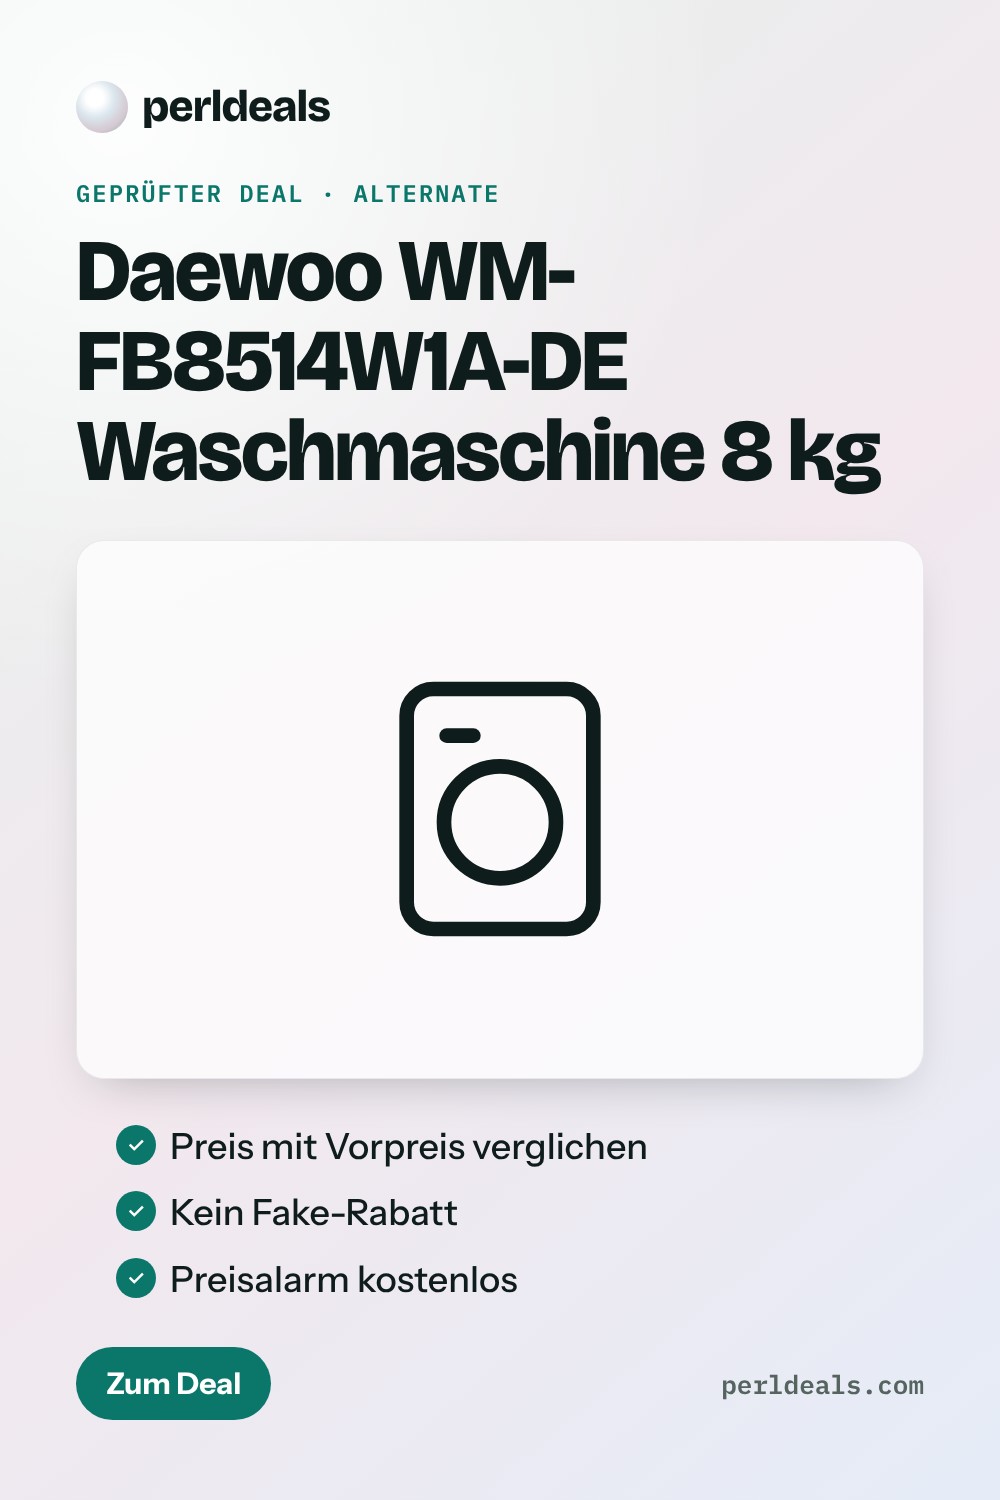 perldeals
GEPRÜFTER DEAL · ALTERNATE
Daewoo WM-
FB8514W1A-DE
Waschmaschine 8 kg
Preis mit Vorpreis verglichen
Kein Fake-Rabatt
Preisalarm kostenlos
Zum Deal
perldeals.com